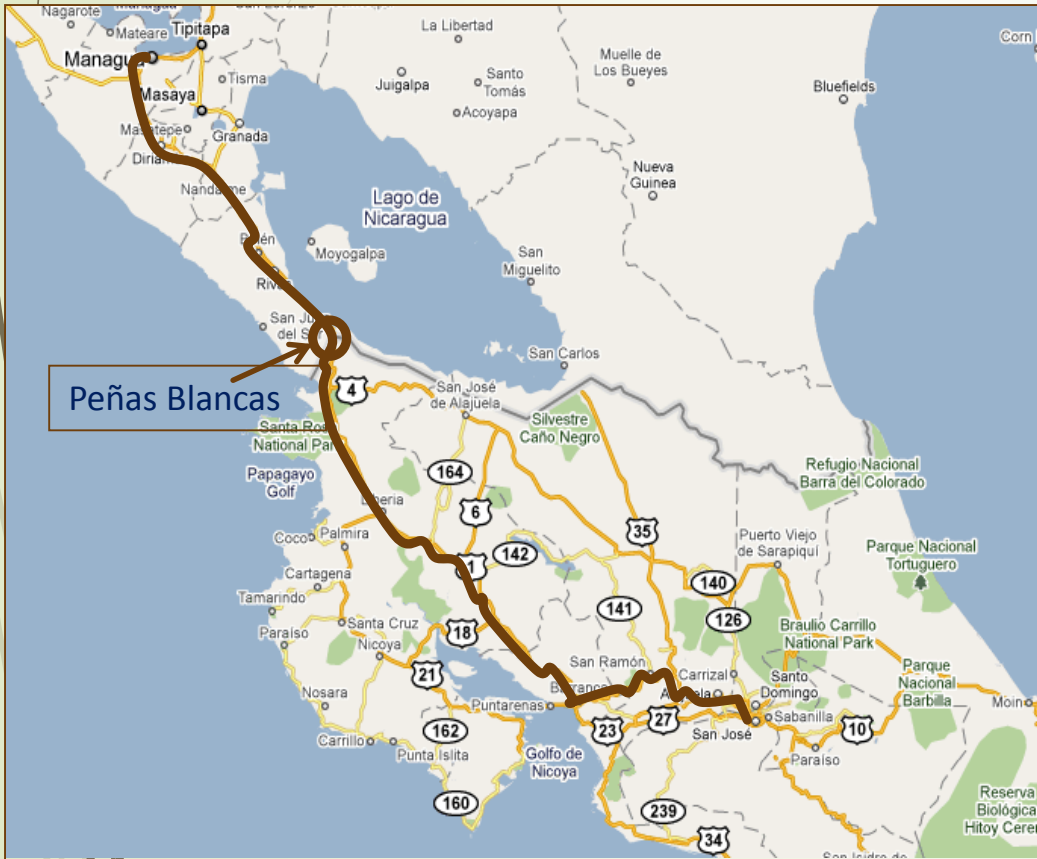 Nagarote
Mateare
Tipitapa
Managua
Tisma
Masaya
Masatepe
Granada
Diriamba
Nandaime
La Libertad
Juigalpa
Santo
Tomás
Acoyapa
Muelle de
Los Bueyes
Bluefields
Corn
Nueva
Guinea
Lago de
Nicaragua
Belén
Moyogalpa
Rivas
San
Miguelito
San Juan
del Sur
San Carlos
Peñas Blancas
4
San José
de Alajuela
Silvestre
Caño Negro
Santa Rosa
National Park
Papagayo
Golf
164
Liberia
6
35
Refugio Nacional
Barra del Colorado
Coco
Palmira
142
1
Puerto Viejo
de Sarapiquí
Parque Nacional
Tortuguero
Cartagena
140
Tamarindo
141
126
Santa Cruz
18
Braulio Carrillo
National Park
Paraíso
Nicoya
21
San Ramón
Carrizal
Santo
Domingo
Parque
Nacional
Barbilla
Nosara
Barranca
Alajuela
Puntarenas
23
27
San José
Sabanilla
10
Moin
162
Carrillo
Punta Islita
Golfo de
Nicoya
Paraíso
160
239
34
Reserva
Biológica
Hitoy Cerer